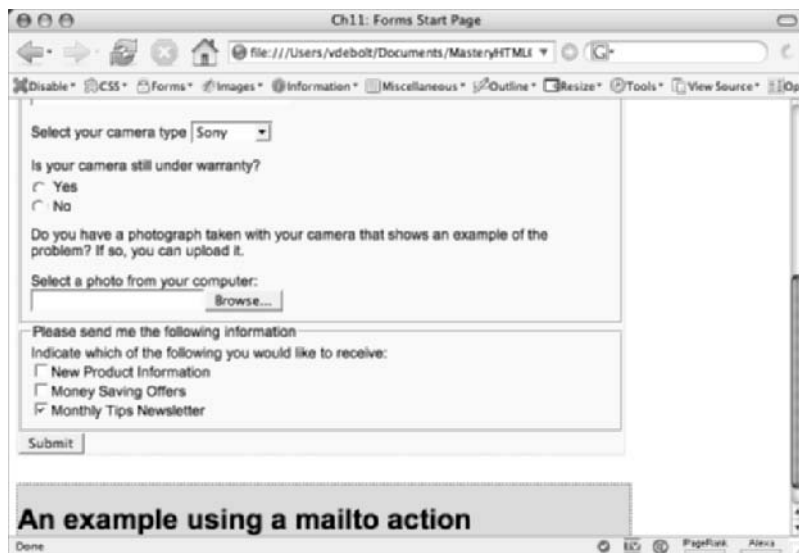 Ch11: Forms Start Page
file:///Users/vdebolt/Documents/MasteryHTML
Disable CSS Forms Images Information Miscellaneous Outline Resize Tools View Source Op
Select your camera type Sony
Is your camera still under warranty?
Yes
No
Do you have a photograph taken with your camera that shows an example of the
problem? If so, you can upload it.
Select a photo from your computer:
Browse...
Please send me the following information
Indicate which of the following you would like to receive:
New Product Information
Money Saving Offers
Monthly Tips Newsletter
Submit
An example using a mailto action
Done PageRank Alexa